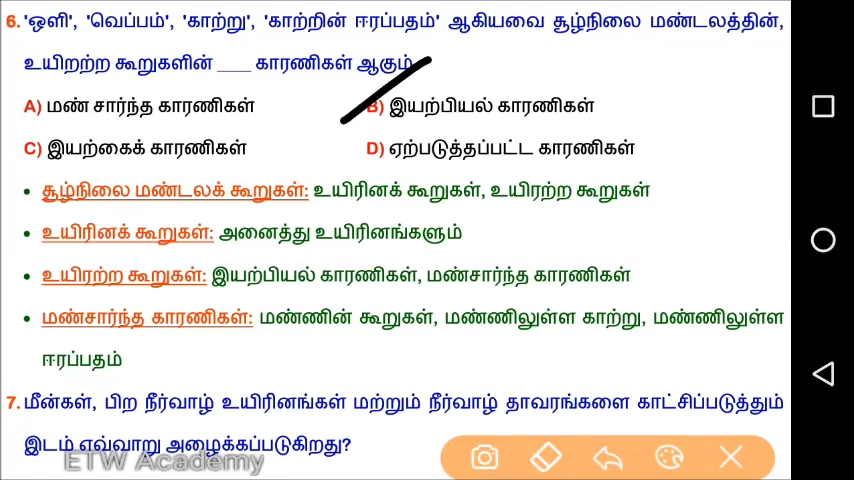 6. 'ஒளி', 'வெப்பம்', 'காற்று', 'காற்றின் ஈரப்பதம்' ஆகியவை சூழ்நிலை மண்டலத்தின்,
உயிறற்ற கூறுகளின் ___ காரணிகள் ஆகும்
A) மண் சார்ந்த காரணிகள் B) இயற்பியல் காரணிகள்
C) இயற்கைக் காரணிகள் D) ஏற்படுத்தப்பட்ட காரணிகள்
• சூழ்நிலை மண்டலக் கூறுகள்: உயிரினக் கூறுகள், உயிரற்ற கூறுகள்
• உயிரினக் கூறுகள்: அனைத்து உயிரினங்களும்
• உயிரற்ற கூறுகள்: இயற்பியல் காரணிகள், மண்சார்ந்த காரணிகள்
• மண்சார்ந்த காரணிகள்: மண்ணின் கூறுகள், மண்ணிலுள்ள காற்று, மண்ணிலுள்ள
ஈரப்பதம்
7. மீன்கள், பிற நீர்வாழ் உயிரினங்கள் மற்றும் நீர்வாழ் தாவரங்களை காட்சிப்படுத்தும்
இடம் எவ்வாறு அழைக்கப்படுகிறது?
ETW Academy